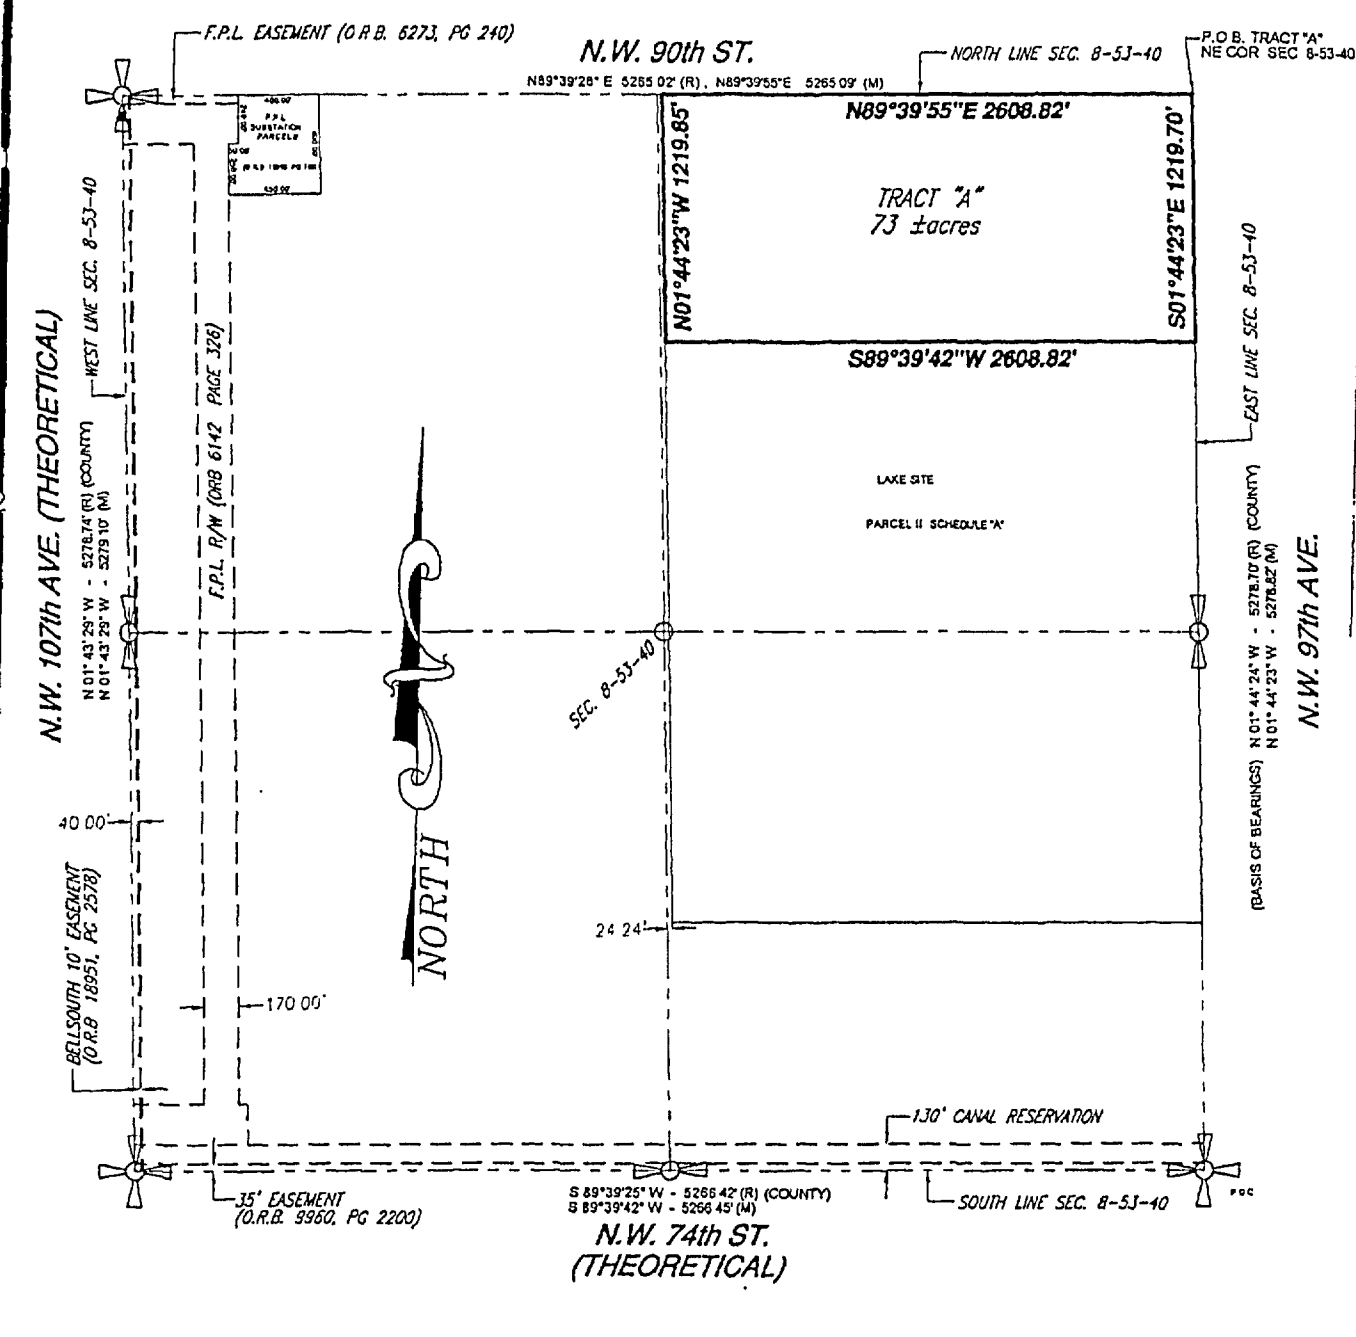 F.P.L. EASEMENT (O.R.B. 6273, PG 240)
N.W. 90th ST.
N89°39'28" E 5265 02' (R), N89°39'55"E 5265 09' (M)
NORTH LINE SEC. 8-53-40
P.O B. TRACT "A"
NE COR SEC 8-53-40
SUBSTATION
N89°39'55"E 2608.82'
N01°44'23"W 1219.85'
S01°44'23"E 1219.70'
TRACT "A"
73 ±acres
S89°39'42"W 2608.82'
WEST LINE SEC. 8-53-40
EAST LINE SEC. 8-53-40
N.W. 107th AVE. (THEORETICAL)
N 01° 43' 29" W - 5278.74' (R) (COUNTY)
N 01° 43' 29" W - 5279 10' (M)
F.P.L. R/W (ORB 6142 PAGE 326)
LAKE SITE
PARCEL II SCHEDULE "A"
SEC. 8-53-40
(BASIS OF BEARINGS) N 01° 44' 24" W - 5278.70' (R) (COUNTY)
N 01° 44' 23" W - 5278.82' (M)
N.W. 97th AVE.
40 00'
NORTH
BELLSOUTH 10' EASEMENT
(O.R.B 18951, PG 2578)
24 24'
170 00'
130' CANAL RESERVATION
35' EASEMENT
(O.R.B. 9960, PG 2200)
S 89°39'25" W - 5266 42' (R) (COUNTY)
S 89°39'42" W - 5266 45' (M)
SOUTH LINE SEC. 8-53-40
N.W. 74th ST.
(THEORETICAL)